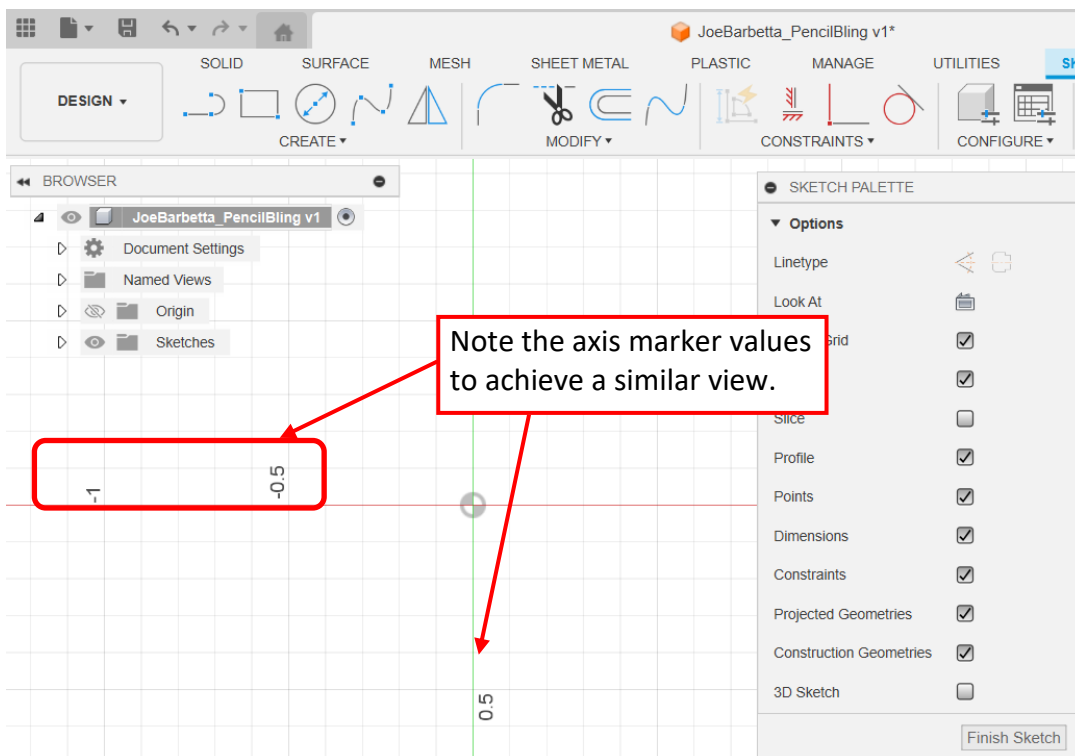 JoeBarbetta_PencilBling v1*
SOLID SURFACE MESH SHEET METAL PLASTIC MANAGE UTILITIES
DESIGN ▾
CREATE ▾ MODIFY ▾ CONSTRAINTS ▾ CONFIGURE ▾
BROWSER
JoeBarbetta_PencilBling v1
Document Settings
Named Views
Origin
Sketches
Note the axis marker values
to achieve a similar view.
-1
-0.5
0.5
SKETCH PALETTE
▼ Options
Linetype
Look At
Slice
Profile
Points
Dimensions
Constraints
Projected Geometries
Construction Geometries
3D Sketch
Finish Sketch